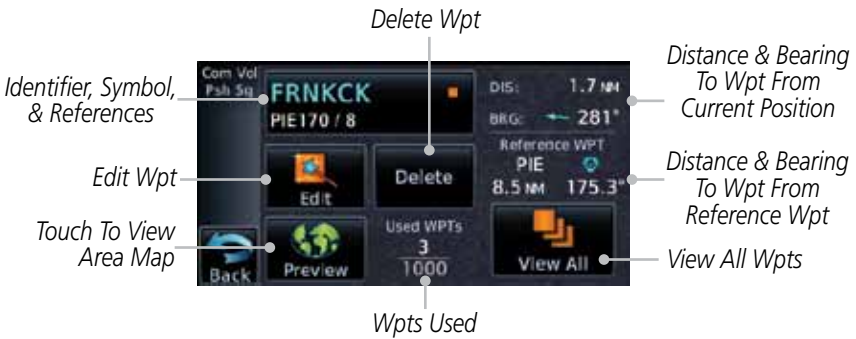 Delete Wpt
Identifier, Symbol,
& References
Distance & Bearing
To Wpt From
Current Position
Com Vol
Psh Sq
FRNKCK
PIE170 / 8
DIS: 1.7 NM
BRG: 281°
Reference WPT
PIE
8.5 NM 175.3°
Distance & Bearing
To Wpt From
Reference Wpt
Edit Wpt
Edit
Delete
Touch To View
Area Map
Back
Preview
Used WPTs
3
1000
View All
View All Wpts
Wpts Used